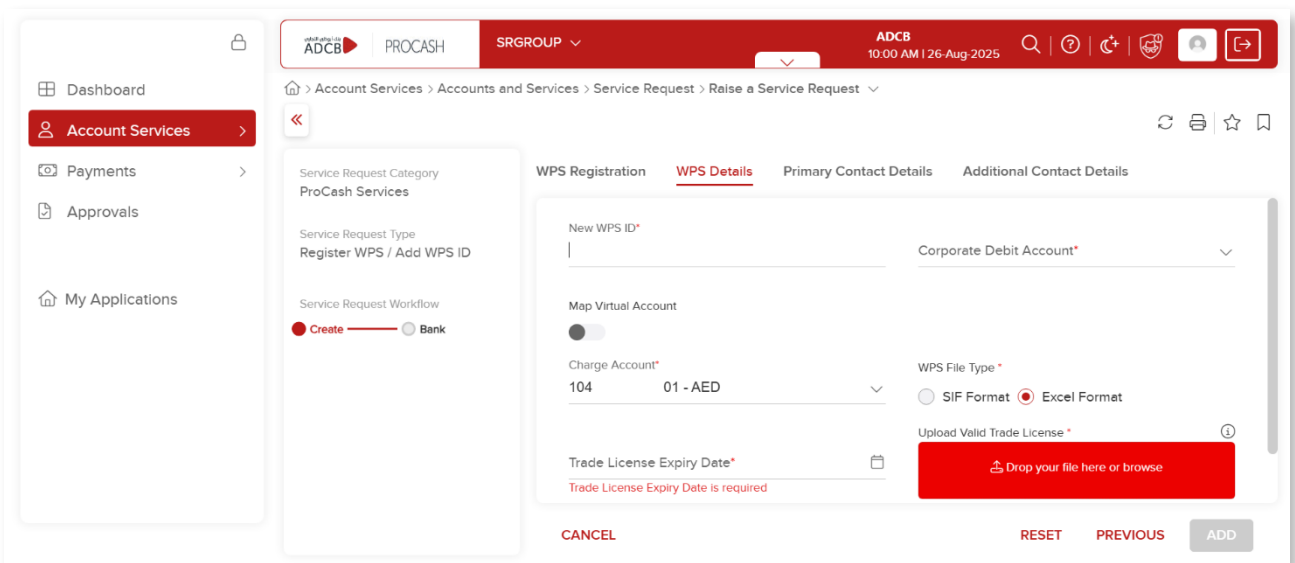 ADCB
PROCASH
SRGROUP
ADCB
10:00 AM | 26-Aug-2025
Dashboard
Account Services
Payments
Approvals
My Applications
> Account Services > Accounts and Services > Service Request > Raise a Service Request
Service Request Category
ProCash Services
Service Request Type
Register WPS / Add WPS ID
Service Request Workflow
Create
Bank
WPS Registration
WPS Details
Primary Contact Details
Additional Contact Details
New WPS ID*
Corporate Debit Account*
Map Virtual Account
Charge Account*
104 01 - AED
WPS File Type *
SIF Format
Excel Format
Upload Valid Trade License *
Drop your file here or browse
Trade License Expiry Date*
Trade License Expiry Date is required
CANCEL
RESET
PREVIOUS
ADD